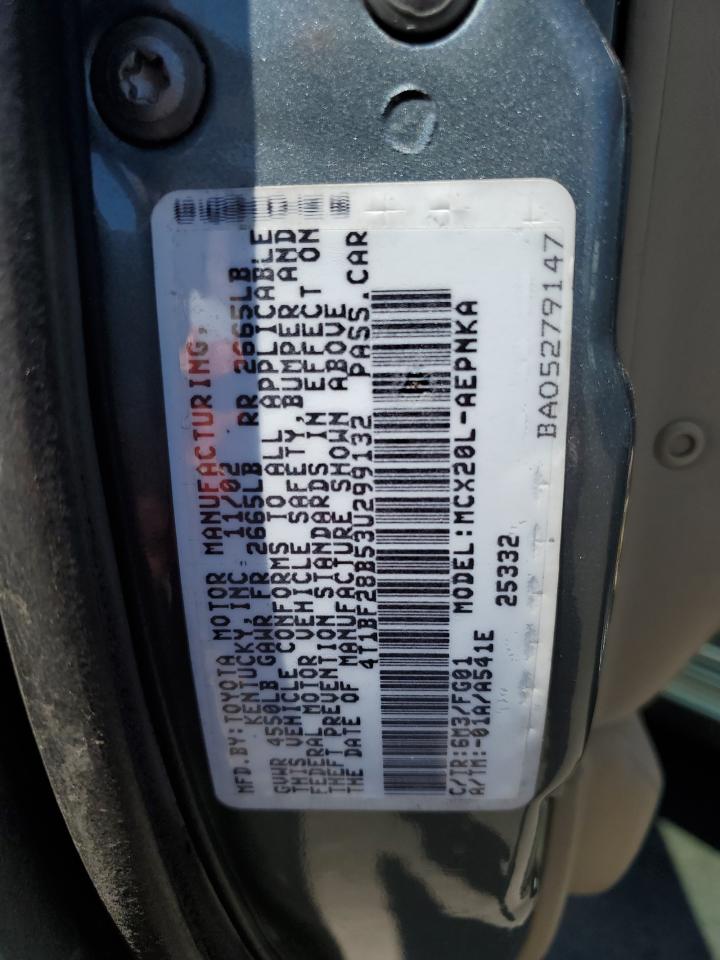 MFD.BY:TOYOTA MOTOR MANUFACTURING,
KENTUCKY,INC 11/02
GVWR 4550LB GAWR FR 2665LB RR 2665LB
THIS VEHICLE CONFORMS TO ALL APPLICABLE
FEDERAL MOTOR VEHICLE SAFETY,BUMPER AND
THEFT PREVENTION STANDARDS IN EFFECT ON
THE DATE OF MANUFACTURE SHOWN ABOVE
4T1BF28B53U299132 PASS.CAR
C/TR:6M3/FG01 MODEL:MCX20L-AEPNKA
A/TM:-01A/A541E 25332
BA05279147